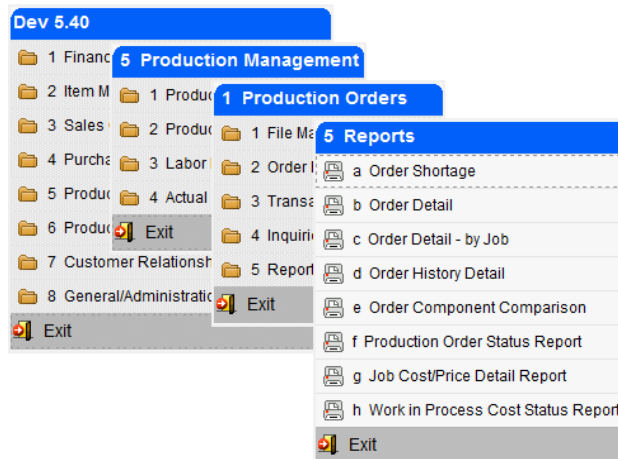 Dev 5.40
1 Financ
2 Item M
3 Sales
4 Purcha
5 Produc
6 Produc
7 Customer Relationsh
8 General/Administratio
Exit
5 Production Management
1 Produc
2 Produc
3 Labor
4 Actual
Exit
1 Production Orders
1 File Ma
2 Order
3 Transa
4 Inquiri
5 Report
Exit
5 Reports
a Order Shortage
b Order Detail
c Order Detail - by Job
d Order History Detail
e Order Component Comparison
f Production Order Status Report
g Job Cost/Price Detail Report
h Work in Process Cost Status Report
Exit